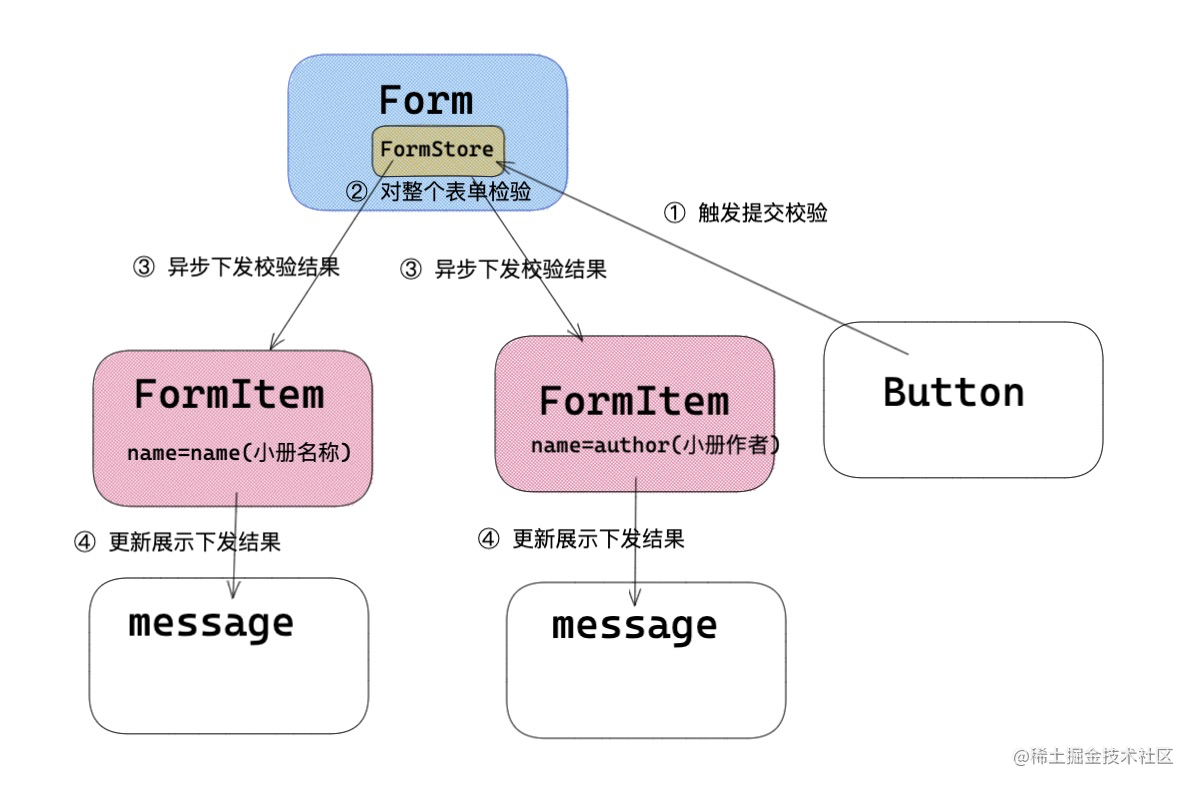 Form
FormStore
② 对整个表单检验
① 触发提交校验
③ 异步下发校验结果
③ 异步下发校验结果
FormItem
name=name(小册名称)
FormItem
name=author(小册作者)
Button
④ 更新展示下发结果
④ 更新展示下发结果
message
message
@稀土掘金技术社区